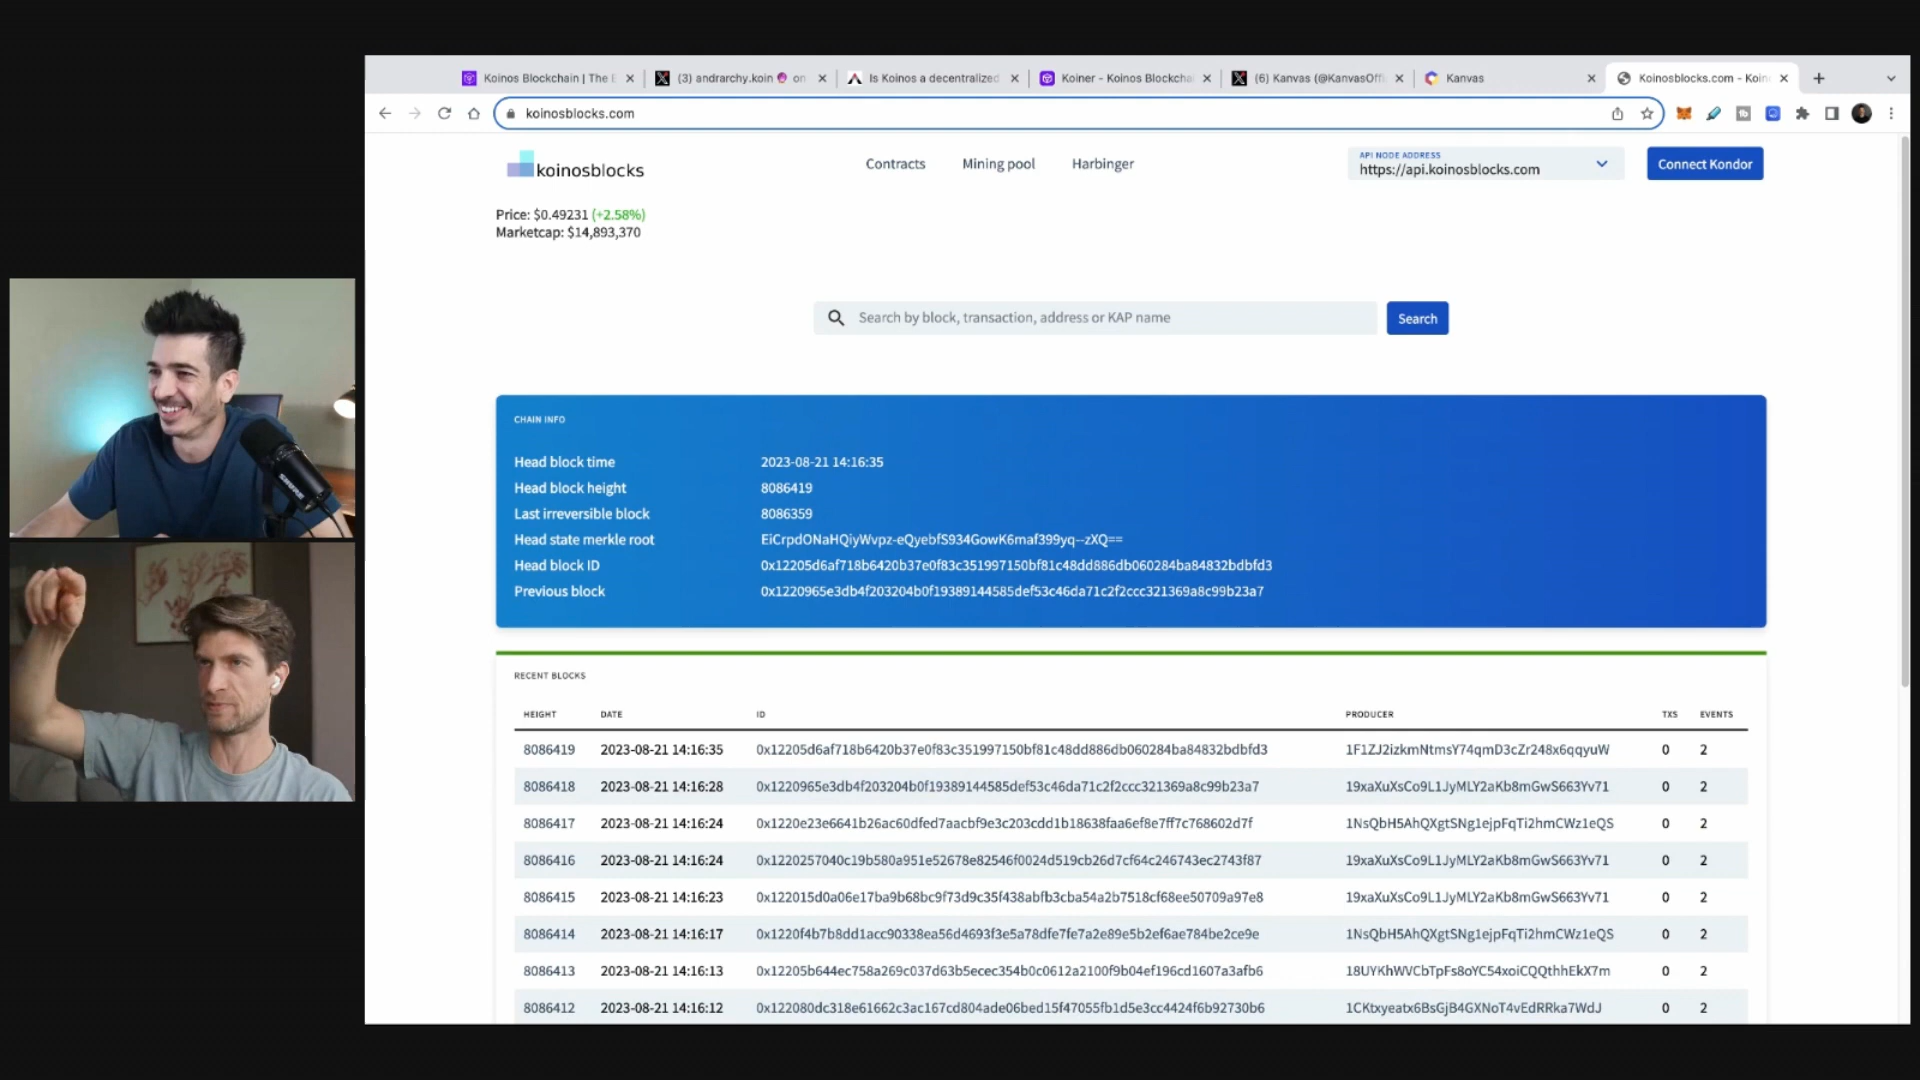 Koinos Blockchain | The E
(3) andrarchy.koin on
Is Koinos a decentralized
Koiner - Koinos Blockcha
(6) Kanvas (@KanvasOffi
Kanvas
Koinosblocks.com - Koin
koinosblocks.com
koinosblocks
Contracts
Mining pool
Harbinger
API NODE ADDRESS
https://api.koinosblocks.com
Connect Kondor
Price: $0.49231 (+2.58%)
Marketcap: $14,893,370
Search by block, transaction, address or KAP name
Search
CHAIN INFO
Head block time 2023-08-21 14:16:35
Head block height 8086419
Last irreversible block 8086359
Head state merkle root EiCrpdONaHQiyWvpz-eQyebfS934GowK6maf399yq--zXQ==
Head block ID 0x12205d6af718b6420b37e0f83c351997150bf81c48dd886db060284ba84832bdbfd3
Previous block 0x1220965e3db4f203204b0f19389144585def53c46da71c2f2ccc321369a8c99b23a7
RECENT BLOCKS
HEIGHT DATE ID PRODUCER TXS EVENTS
8086419 2023-08-21 14:16:35 0x12205d6af718b6420b37e0f83c351997150bf81c48dd886db060284ba84832bdbfd3 1F1ZJ2izkmNtmsY74qmD3cZr248x6qqyuW 0 2
8086418 2023-08-21 14:16:28 0x1220965e3db4f203204b0f19389144585def53c46da71c2f2ccc321369a8c99b23a7 19xaXuXsCo9L1JyMLY2aKb8mGwS663Yv71 0 2
8086417 2023-08-21 14:16:24 0x1220e23e6641b26ac60dfed7aacbf9e3c203cdd1b18638faa6ef8e7ff7c768602d7f 1NsQbH5AhQXgtSNg1ejpFqTi2hmCWz1eQS 0 2
8086416 2023-08-21 14:16:24 0x1220257040c19b580a951e52678e82546f0024d519cb26d7cf64c246743ec2743f87 19xaXuXsCo9L1JyMLY2aKb8mGwS663Yv71 0 2
8086415 2023-08-21 14:16:23 0x122015d0a06e17ba9b68bc9f73d9c35f438abfb3cba54a2b7518cf68ee50709a97e8 19xaXuXsCo9L1JyMLY2aKb8mGwS663Yv71 0 2
8086414 2023-08-21 14:16:17 0x1220f4b7b8dd1acc90338ea56d4693f3e5a78dfe7fe7a2e89e5b2ef6ae784be2ce9e 1NsQbH5AhQXgtSNg1ejpFqTi2hmCWz1eQS 0 2
8086413 2023-08-21 14:16:13 0x12205b644ec758a269c037d63b5ecec354b0c0612a2100f9b04ef196cd1607a3afb6 18UYKhWVCbTpFs8oYC54xoiCQQthhEkX7m 0 2
8086412 2023-08-21 14:16:12 0x122080dc318e61662c3ac167cd804ade06bed15f47055fb1d5e3cc4424f6b92730b6 1CKtxyeatx6BsGjB4GXNoT4vEdRRka7WdJ 0 2
SHURE